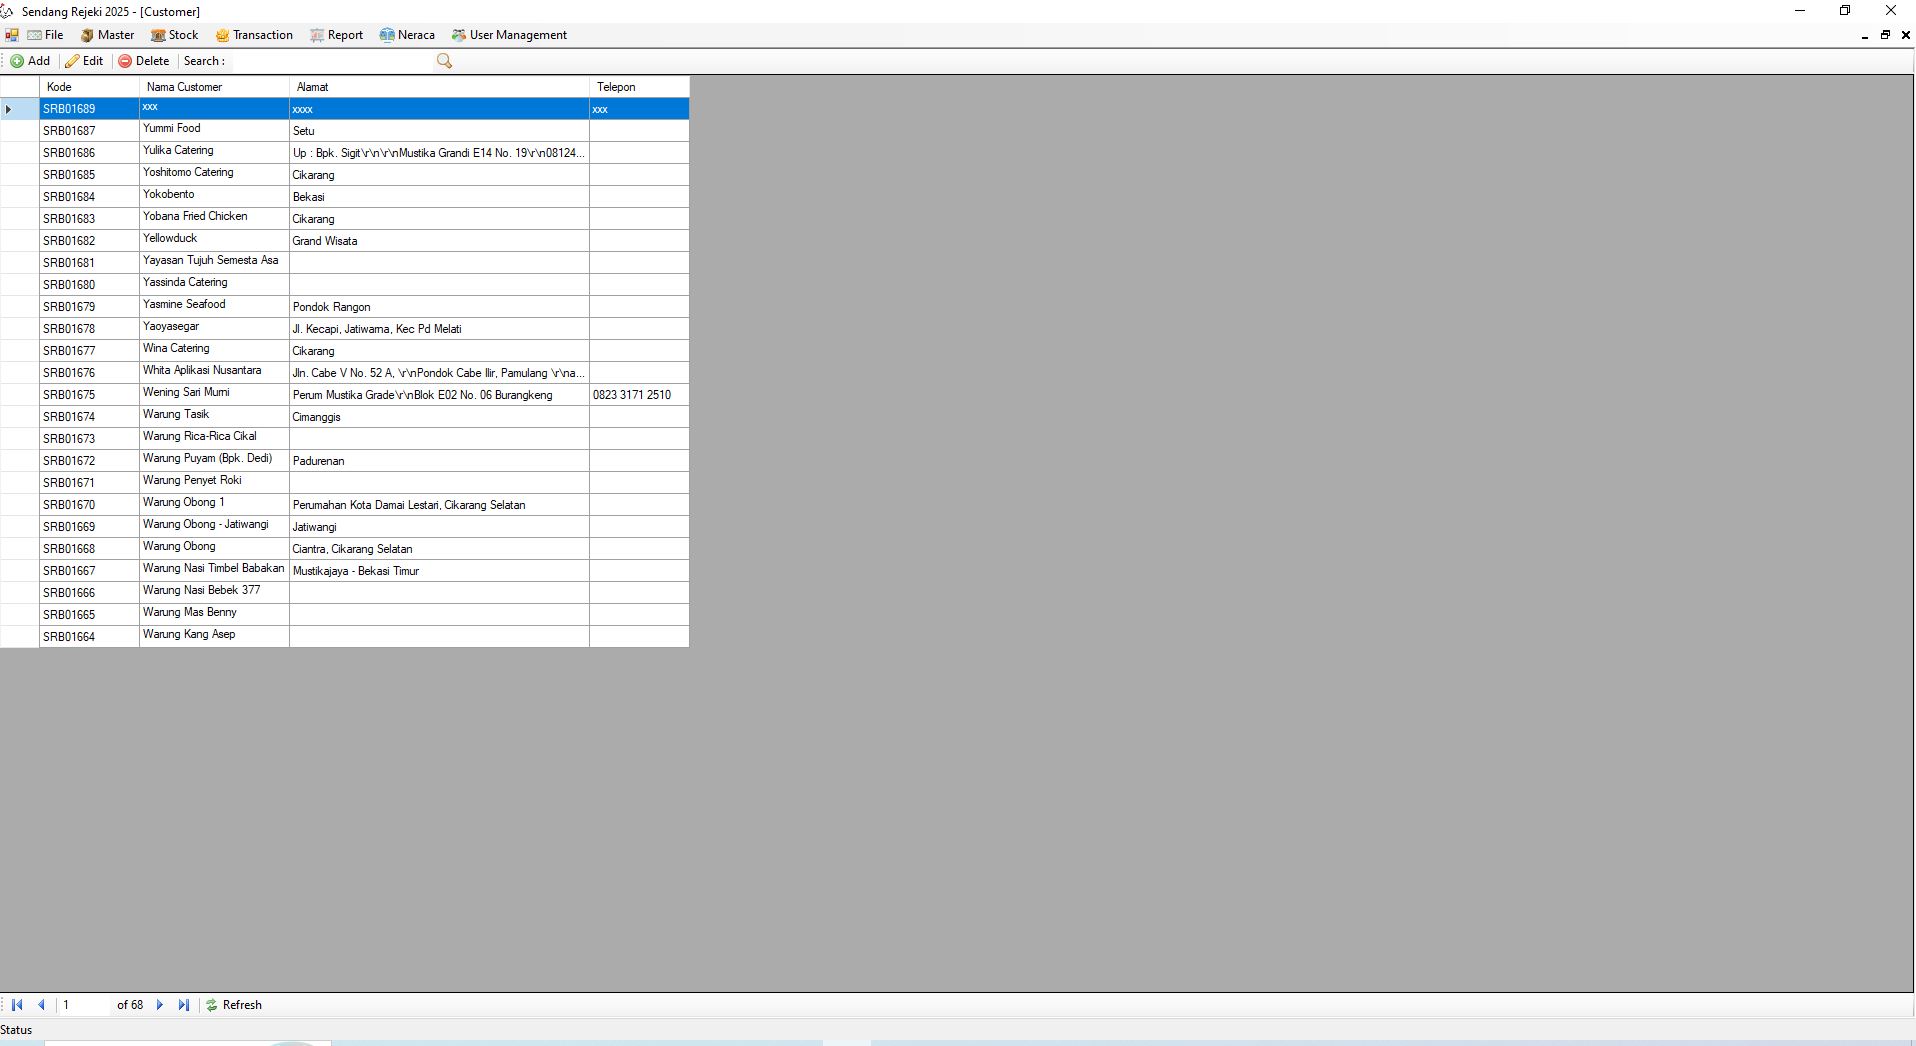 Sendang Rejeki 2025 - [Customer]
File Master Stock Transaction Report Neraca User Management
Add Edit Delete Search :
Kode Nama Customer Alamat Telepon
SRB01689 xxx xxxx xxx
SRB01687 Yummi Food Setu
SRB01686 Yulika Catering Up : Bpk. Sigit\r\n\r\nMustika Grandi E14 No. 19\r\n08124...
SRB01685 Yoshitomo Catering Cikarang
SRB01684 Yokobento Bekasi
SRB01683 Yobana Fried Chicken Cikarang
SRB01682 Yellowduck Grand Wisata
SRB01681 Yayasan Tujuh Semesta Asa
SRB01680 Yassinda Catering
SRB01679 Yasmine Seafood Pondok Rangon
SRB01678 Yaoyasegar Jl. Kecapi, Jatiwarna, Kec Pd Melati
SRB01677 Wina Catering Cikarang
SRB01676 Whita Aplikasi Nusantara Jln. Cabe V No. 52 A, \r\nPondok Cabe Ilir, Pamulang \r\na...
SRB01675 Wening Sari Murni Perum Mustika Grade\r\nBlok E02 No. 06 Burangkeng 0823 3171 2510
SRB01674 Warung Tasik Cimanggis
SRB01673 Warung Rica-Rica Cikal
SRB01672 Warung Puyam (Bpk. Dedi) Padurenan
SRB01671 Warung Penyet Roki
SRB01670 Warung Obong 1 Perumahan Kota Damai Lestari, Cikarang Selatan
SRB01669 Warung Obong - Jatiwangi Jatiwangi
SRB01668 Warung Obong Ciantra, Cikarang Selatan
SRB01667 Warung Nasi Timbel Babakan Mustikajaya - Bekasi Timur
SRB01666 Warung Nasi Bebek 377
SRB01665 Warung Mas Benny
SRB01664 Warung Kang Asep
1 of 68 Refresh
Status